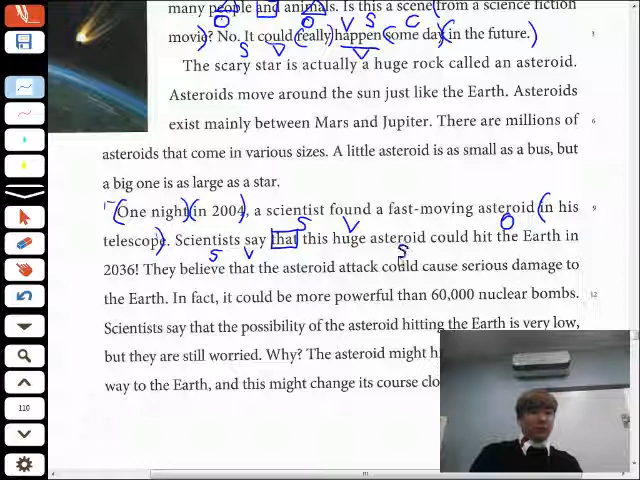 many people and animals. Is this a scene from a science fiction
movie? No. It could really happen some day in the future.
S V O V S C
The scary star is actually a huge rock called an asteroid.
Asteroids move around the sun just like the Earth. Asteroids
exist mainly between Mars and Jupiter. There are millions of
asteroids that come in various sizes. A little asteroid is as small as a bus, but
a big one is as large as a star.
One night in 2004, a scientist found a fast-moving asteroid in his
S V O
telescope. Scientists say that this huge asteroid could hit the Earth in
S V S
2036! They believe that the asteroid attack could cause serious damage to
the Earth. In fact, it could be more powerful than 60,000 nuclear bombs.
Scientists say that the possibility of the asteroid hitting the Earth is very low,
but they are still worried. Why? The asteroid might
way to the Earth, and this might change its course
3
6
9
12
110